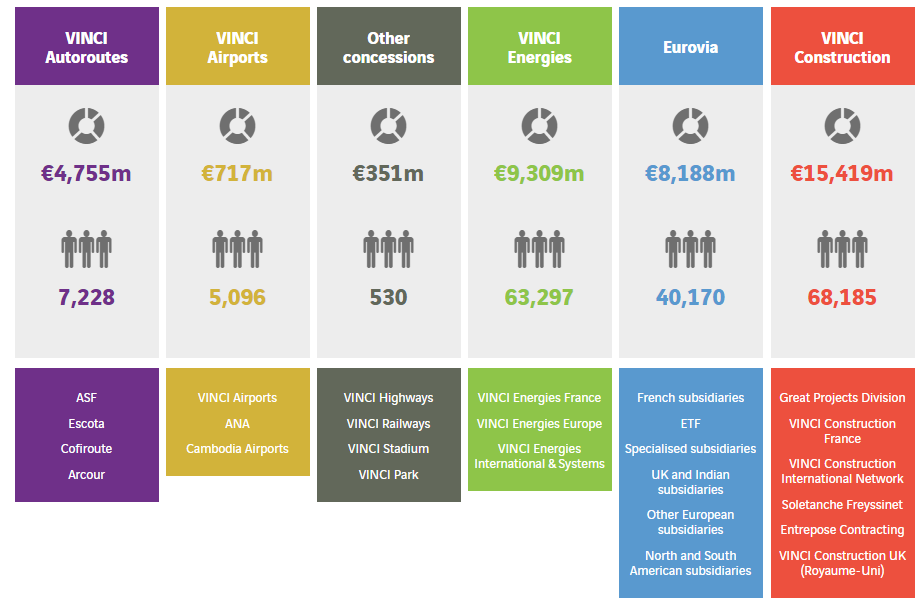 VINCI
Autoroutes
€4,755m
7,228
ASF
Escota
Cofiroute
Arcour
VINCI
Airports
€717m
5,096
VINCI Airports
ANA
Cambodia Airports
Other
concessions
€351m
530
VINCI Highways
VINCI Railways
VINCI Stadium
VINCI Park
VINCI
Energies
€9,309m
63,297
VINCI Energies France
VINCI Energies Europe
VINCI Energies
International & Systems
Eurovia
€8,188m
40,170
French subsidiaries
ETF
Specialised subsidiaries
UK and Indian
subsidiaries
Other European
subsidiaries
North and South
American subsidiaries
VINCI
Construction
€15,419m
68,185
Great Projects Division
VINCI Construction
France
VINCI Construction
International Network
Soletanche Freyssinet
Entrepose Contracting
VINCI Construction UK
(Royaume-Uni)